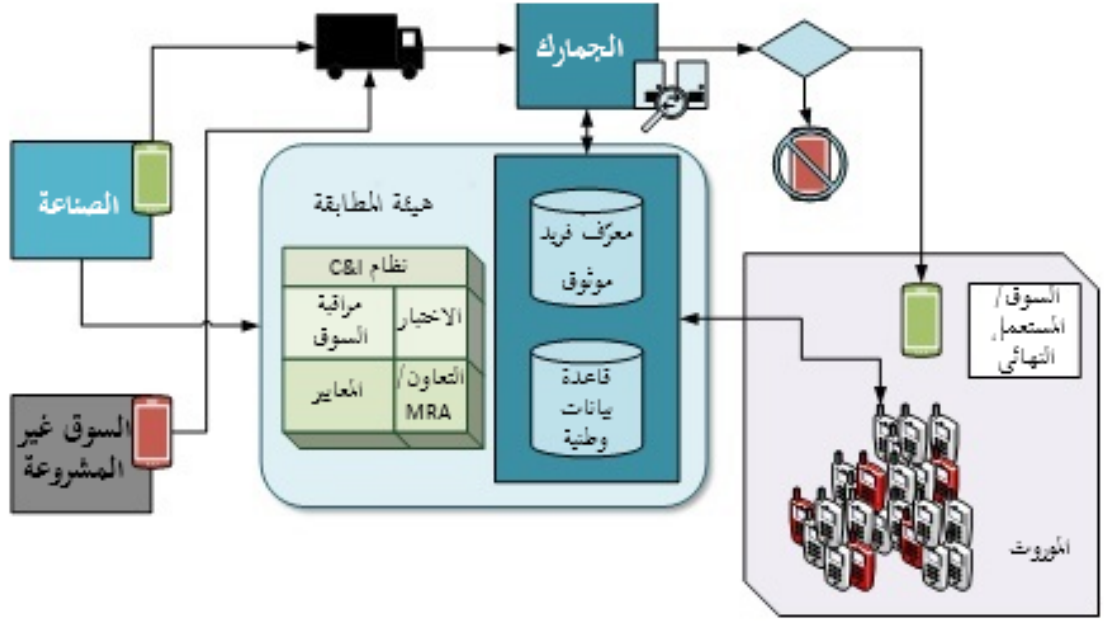 الجمارك
الصناعة
هيئة المطابقة
نظام C&I
مراقبة
السوق
الاختبار
المعايير
التعاون/
MRA
معرّف فريد
موثوق
قاعدة
بيانات
وطنية
السوق/
المستعمل
النهائي
السوق غير
المشروعة
الموروث